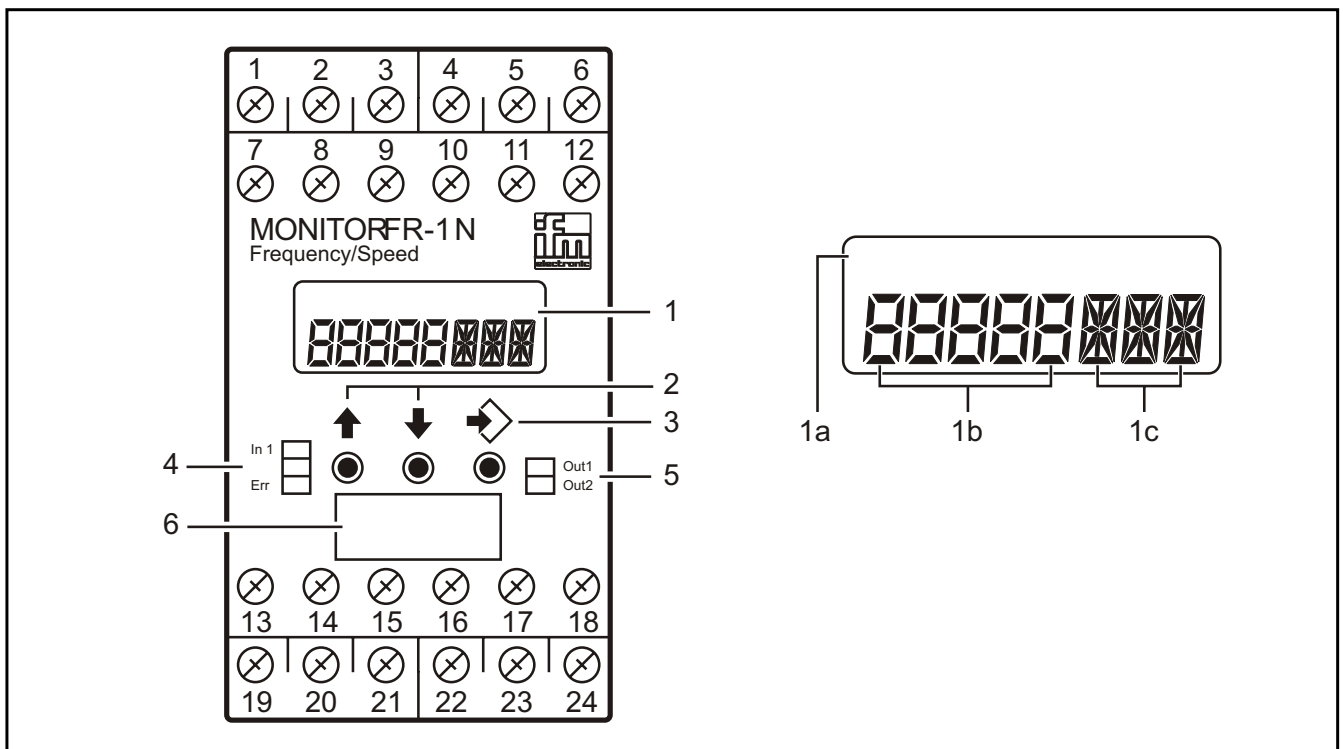 1 2 3 4 5 6
7 8 9 10 11 12
MONITORFR-1N
Frequency/Speed
ifm
electronic
1
2
3
In 1
Err
4
Out1
Out2
5
6
13 14 15 16 17 18
19 20 21 22 23 24
1a
1b
1c